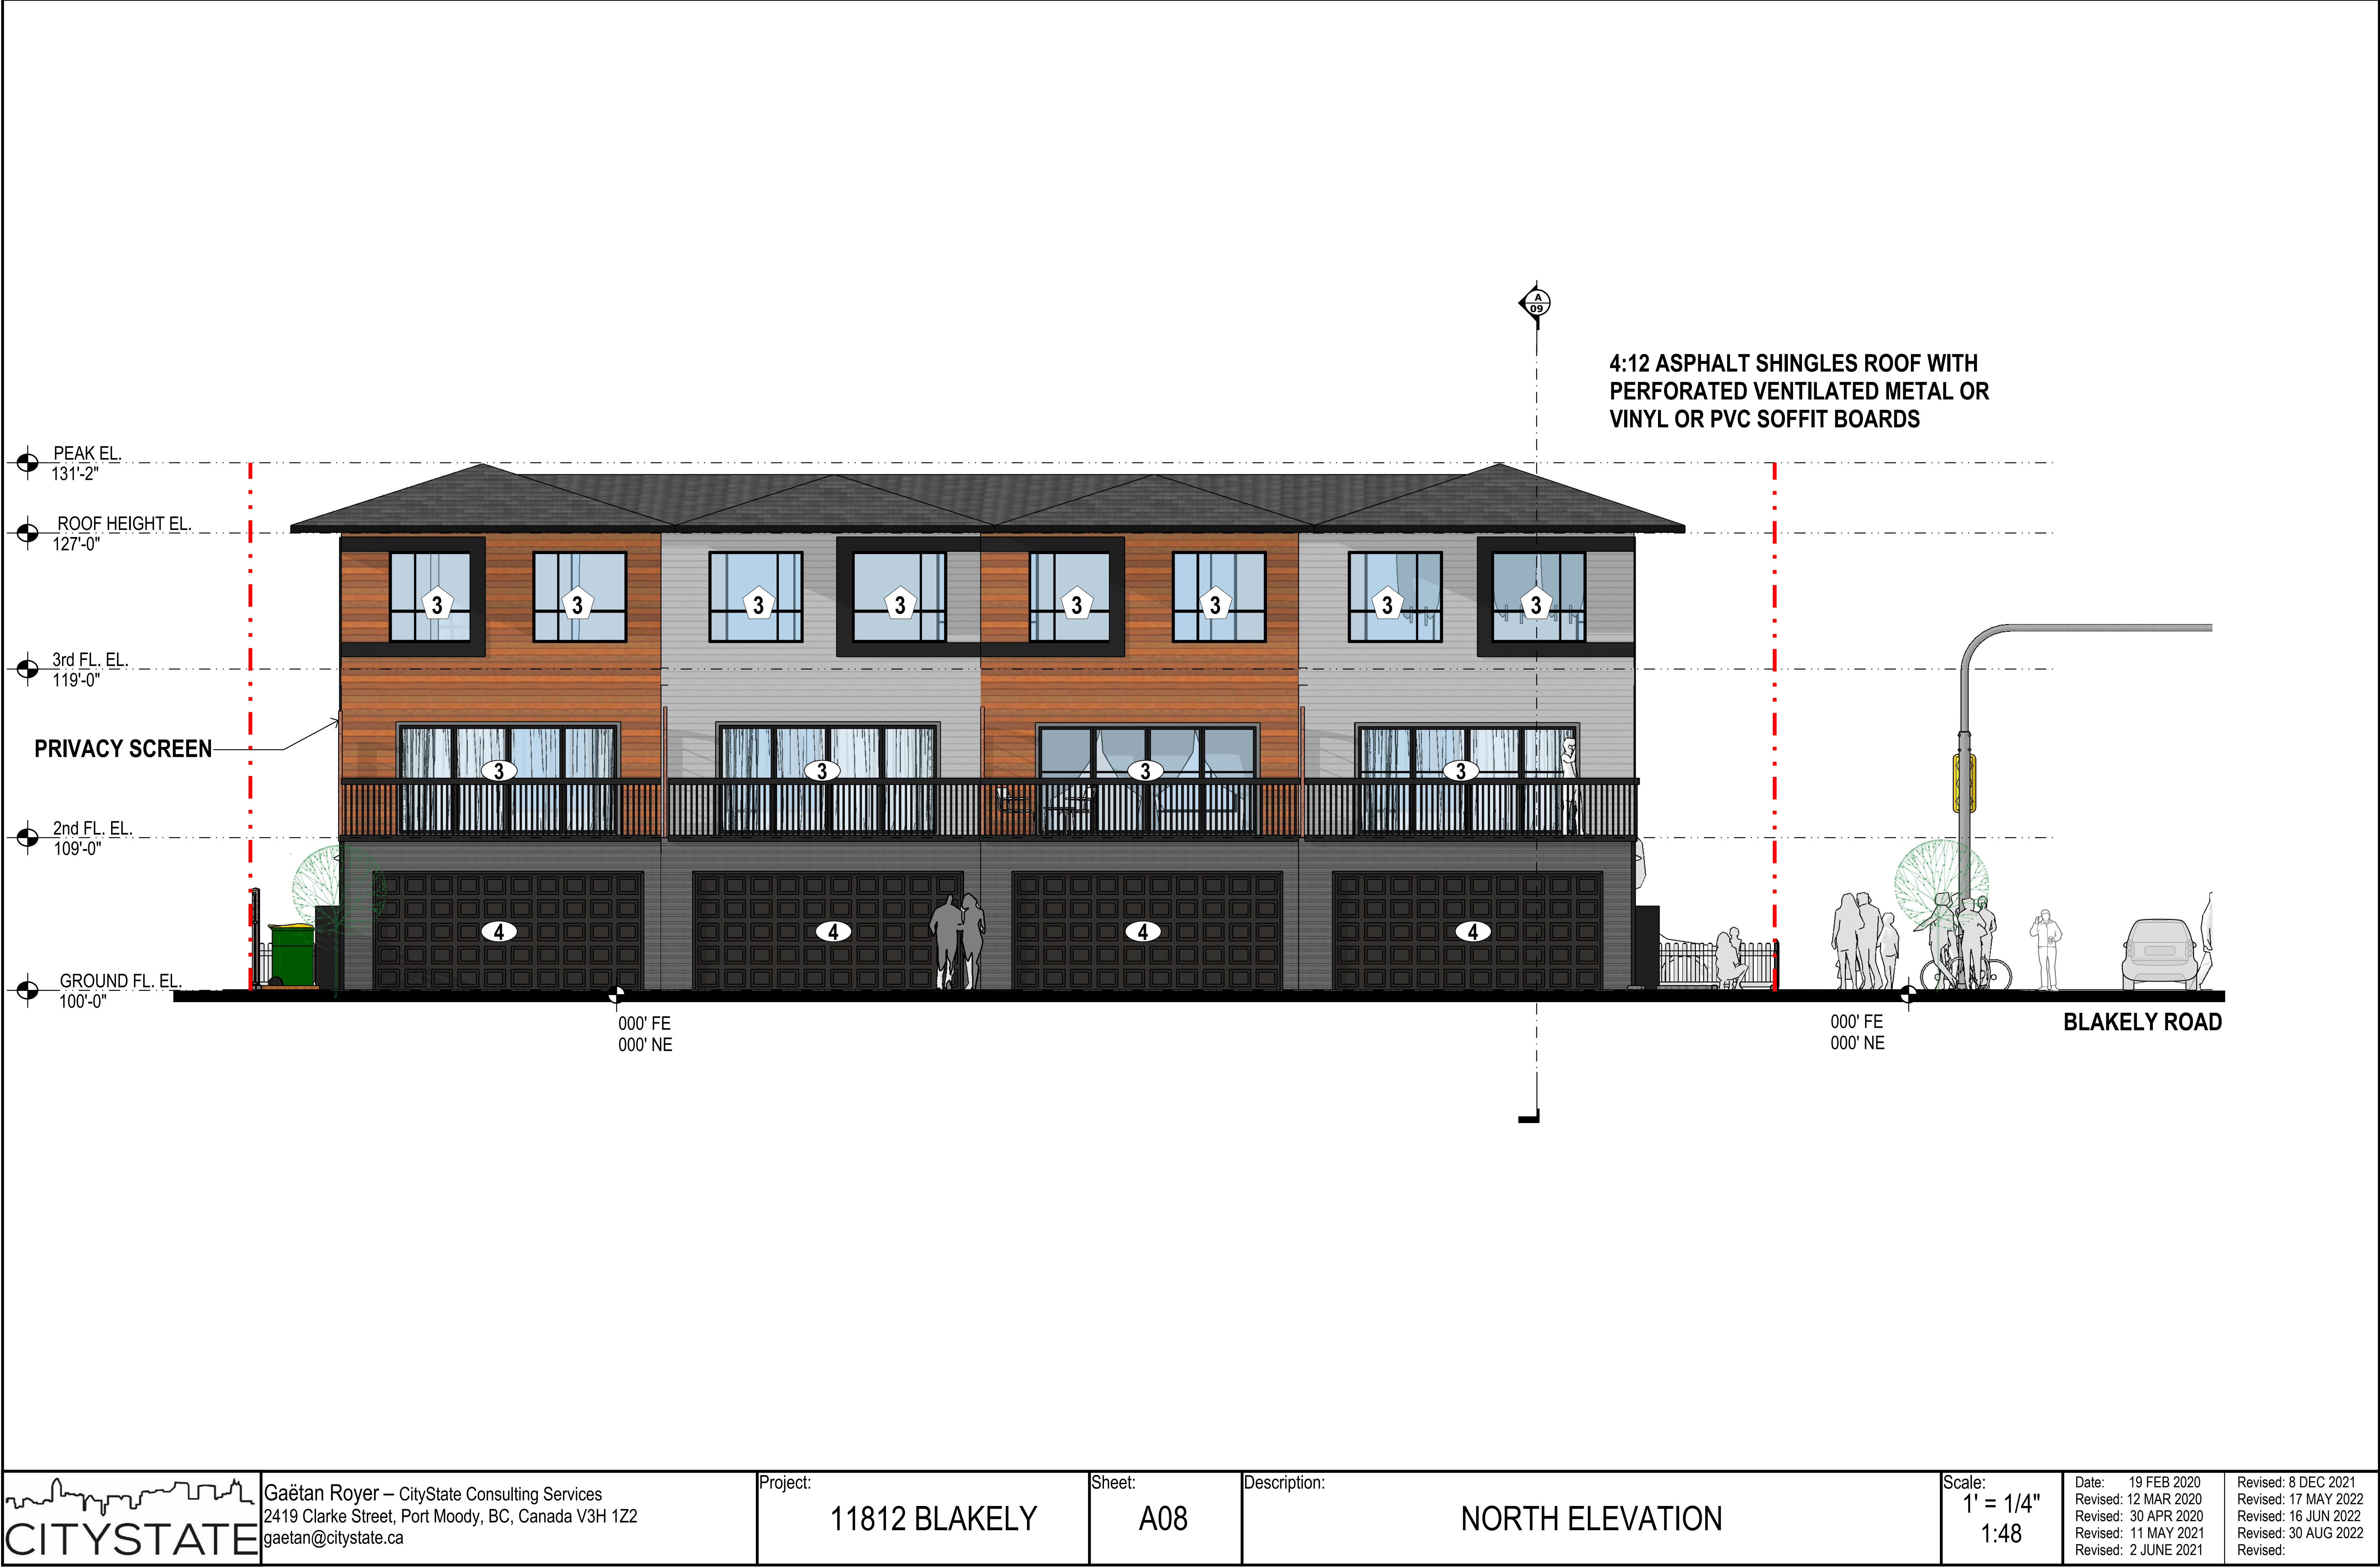 A
09
4:12 ASPHALT SHINGLES ROOF WITH
PERFORATED VENTILATED METAL OR
VINYL OR PVC SOFFIT BOARDS
PEAK EL.
131'-2"
ROOF HEIGHT EL.
127'-0"
3 3 3 3 3 3 3 3
3rd FL. EL.
119'-0"
PRIVACY SCREEN
3 3 3 3
2nd FL. EL.
109'-0"
4 4 4 4
GROUND FL. EL.
100'-0"
000' FE
000' NE
000' FE
000' NE
BLAKELY ROAD
CITYSTATE
Gaëtan Royer – CityState Consulting Services
2419 Clarke Street, Port Moody, BC, Canada V3H 1Z2
gaetan@citystate.ca
Project:
11812 BLAKELY
Sheet:
A08
Description:
NORTH ELEVATION
Scale:
1' = 1/4"
1:48
Date: 19 FEB 2020
Revised: 12 MAR 2020
Revised: 30 APR 2020
Revised: 11 MAY 2021
Revised: 2 JUNE 2021
Revised: 8 DEC 2021
Revised: 17 MAY 2022
Revised: 16 JUN 2022
Revised: 30 AUG 2022
Revised: